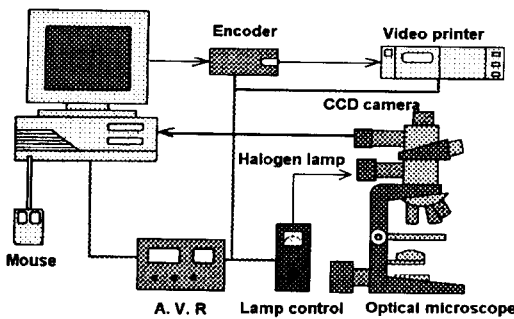 Encoder
Video printer
CCD camera
Halogen lamp
Mouse
A. V. R
Lamp control
Optical microscope